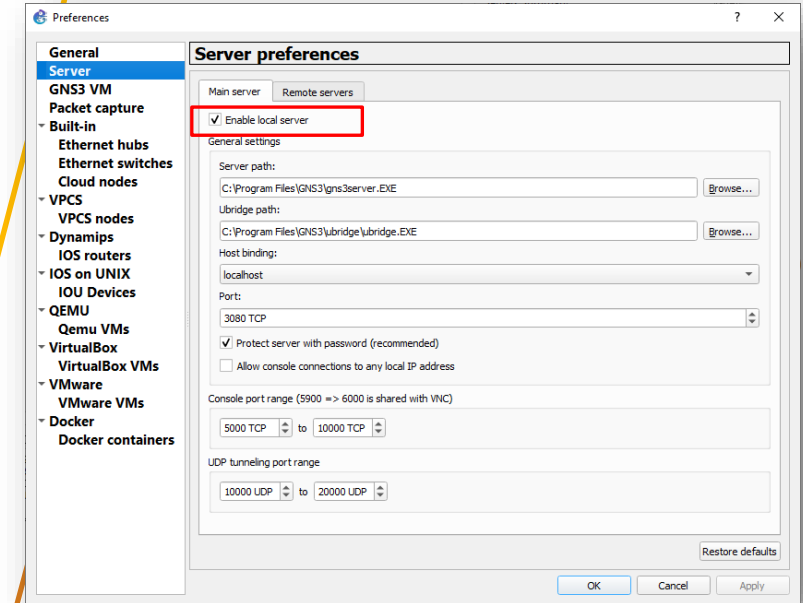 Preferences
?
General
Server
GNS3 VM
Packet capture
Built-in
Ethernet hubs
Ethernet switches
Cloud nodes
VPCS
VPCS nodes
Dynamips
IOS routers
IOS on UNIX
IOU Devices
QEMU
Qemu VMs
VirtualBox
VirtualBox VMs
VMware
VMware VMs
Docker
Docker containers
Server preferences
Main server Remote servers
Enable local server
General settings
Server path:
C:\Program Files\GNS3\gns3server.EXE Browse...
Ubridge path:
C:\Program Files\GNS3\ubridge\ubridge.EXE Browse...
Host binding:
localhost
Port:
3080 TCP
Protect server with password (recommended)
Allow console connections to any local IP address
Console port range (5900 => 6000 is shared with VNC)
5000 TCP to 10000 TCP
UDP tunneling port range
10000 UDP to 20000 UDP
Restore defaults
OK Cancel Apply